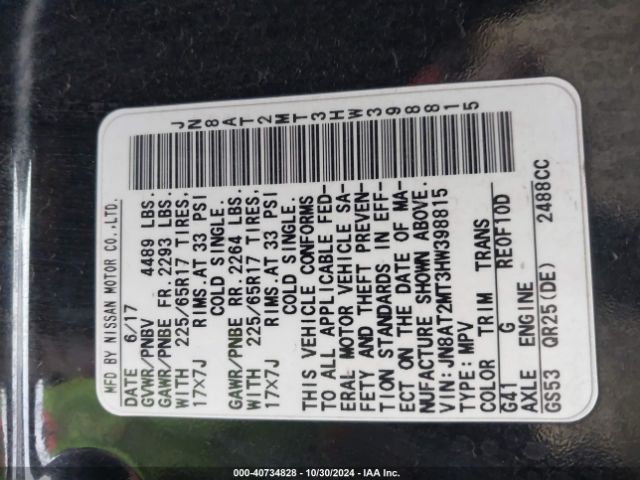 JN8AT2MT3HW398815
MFD BY NISSAN MOTOR CO.,LTD.
DATE 6/17
GVWR/PNBV 4489 LBS.
GAWR/PNBE FR. 2293 LBS.
WITH 225/65R17 TIRES,
17X7J RIMS. AT 33 PSI
COLD SINGLE.
GAWR/PNBE RR. 2264 LBS.
WITH 225/65R17 TIRES,
17X7J RIMS. AT 33 PSI
COLD SINGLE.
THIS VEHICLE CONFORMS
TO ALL APPLICABLE FED-
ERAL MOTOR VEHICLE SA-
FETY AND THEFT PREVEN-
TION STANDARDS IN EFF-
ECT ON THE DATE OF MA-
NUFACTURE SHOWN ABOVE.
VIN: JN8AT2MT3HW398815
TYPE: MPV
COLOR TRIM TRANS
G41 G RE0F10D
AXLE ENGINE
GS53 QR25(DE) 2488CC
000-40734828 - 10/30/2024 - IAA Inc.